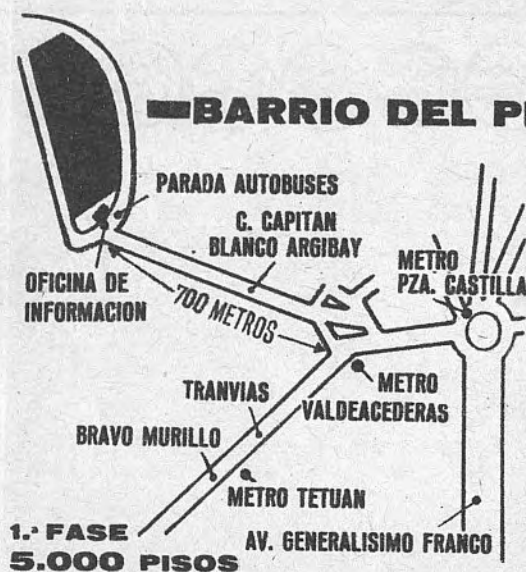 BARRIO DEL
PARADA AUTOBUSES
C. CAPITAN
BLANCO ARGIBAY
METRO
PZA. CASTILLA
OFICINA DE
INFORMACION
700 METROS
TRANVIAS
METRO
VALDEACEDERAS
BRAVO MURILLO
METRO TETUAN
1.ª FASE
5.000 PISOS
AV. GENERALISIMO FRANCO